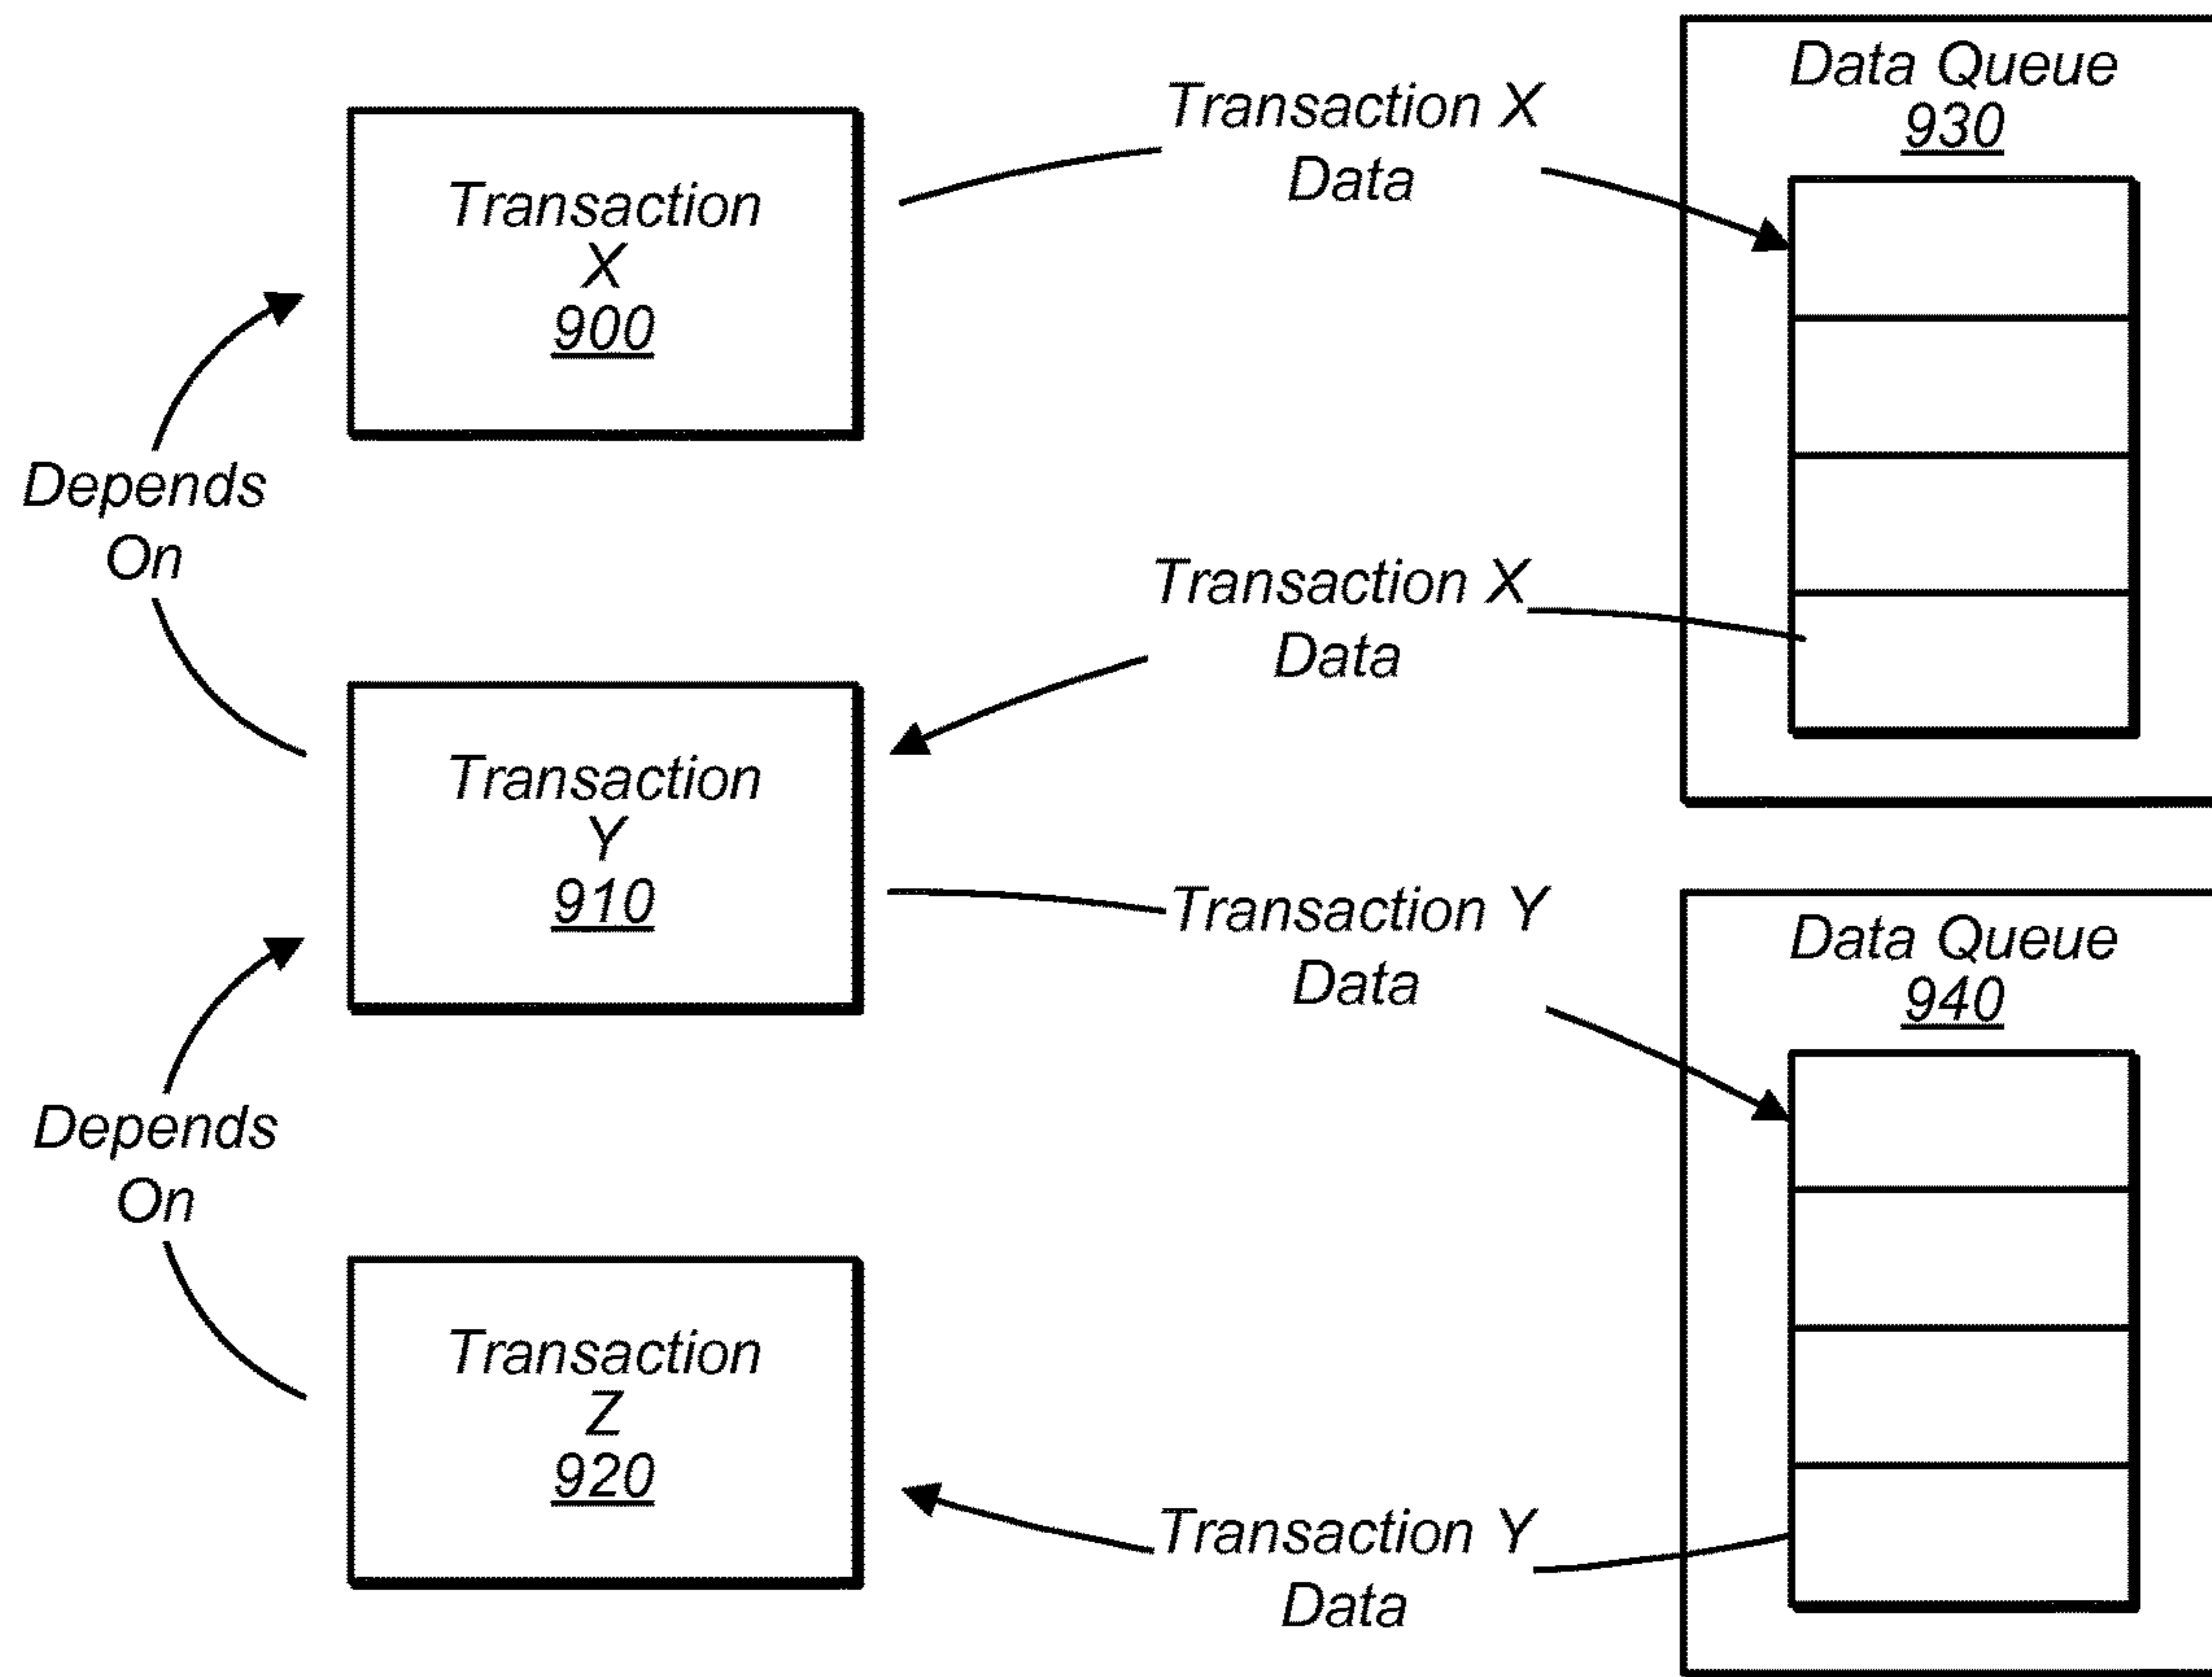 Transaction
X
900
Transaction X
Data
Data Queue
930
Depends
On
Transaction X
Data
Transaction
Y
910
Transaction Y
Data
Data Queue
940
Depends
On
Transaction
Z
920
Transaction Y
Data